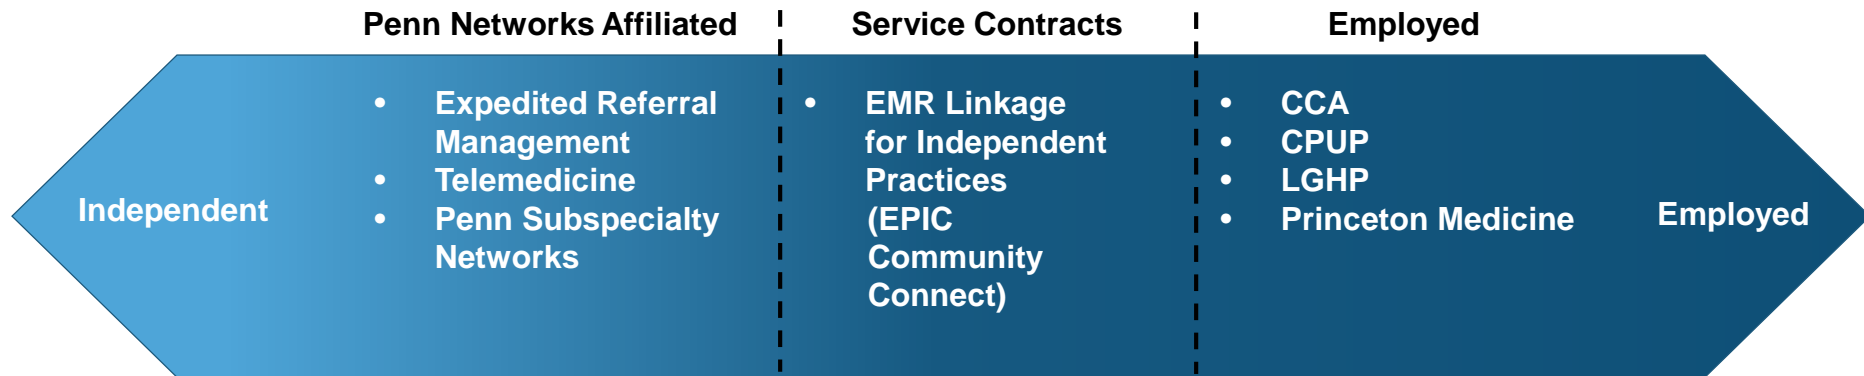 Penn Networks Affiliated
Service Contracts
Employed
Independent
• Expedited Referral
Management
• Telemedicine
• Penn Subspecialty
Networks
• EMR Linkage
for Independent
Practices
(EPIC
Community
Connect)
• CCA
• CPUP
• LGHP
• Princeton Medicine
Employed